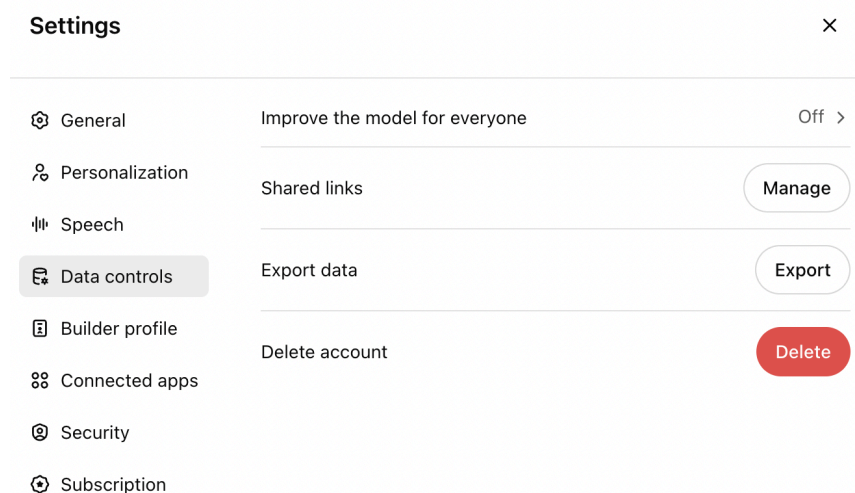 Settings
General
Personalization
Speech
Data controls
Builder profile
Connected apps
Security
Subscription
Improve the model for everyone
Off
Shared links
Manage
Export data
Export
Delete account
Delete